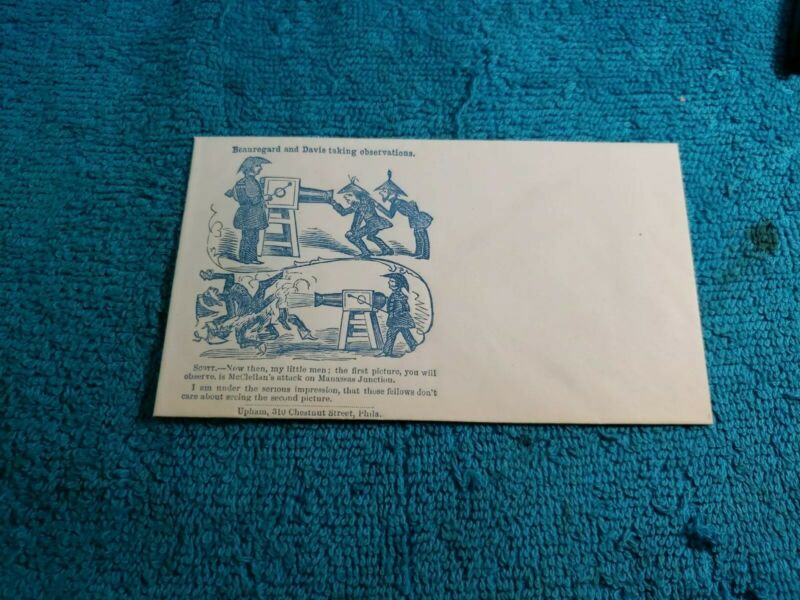 Beauregard and Davis taking observations.
SCOTT.—Now then, my little men; the first picture, you will
observe, is McClellan's attack on Manassas Junction.
I am under the serious impression, that those fellows don't
care about seeing the second picture.
Upham, 310 Chestnut Street, Phila.